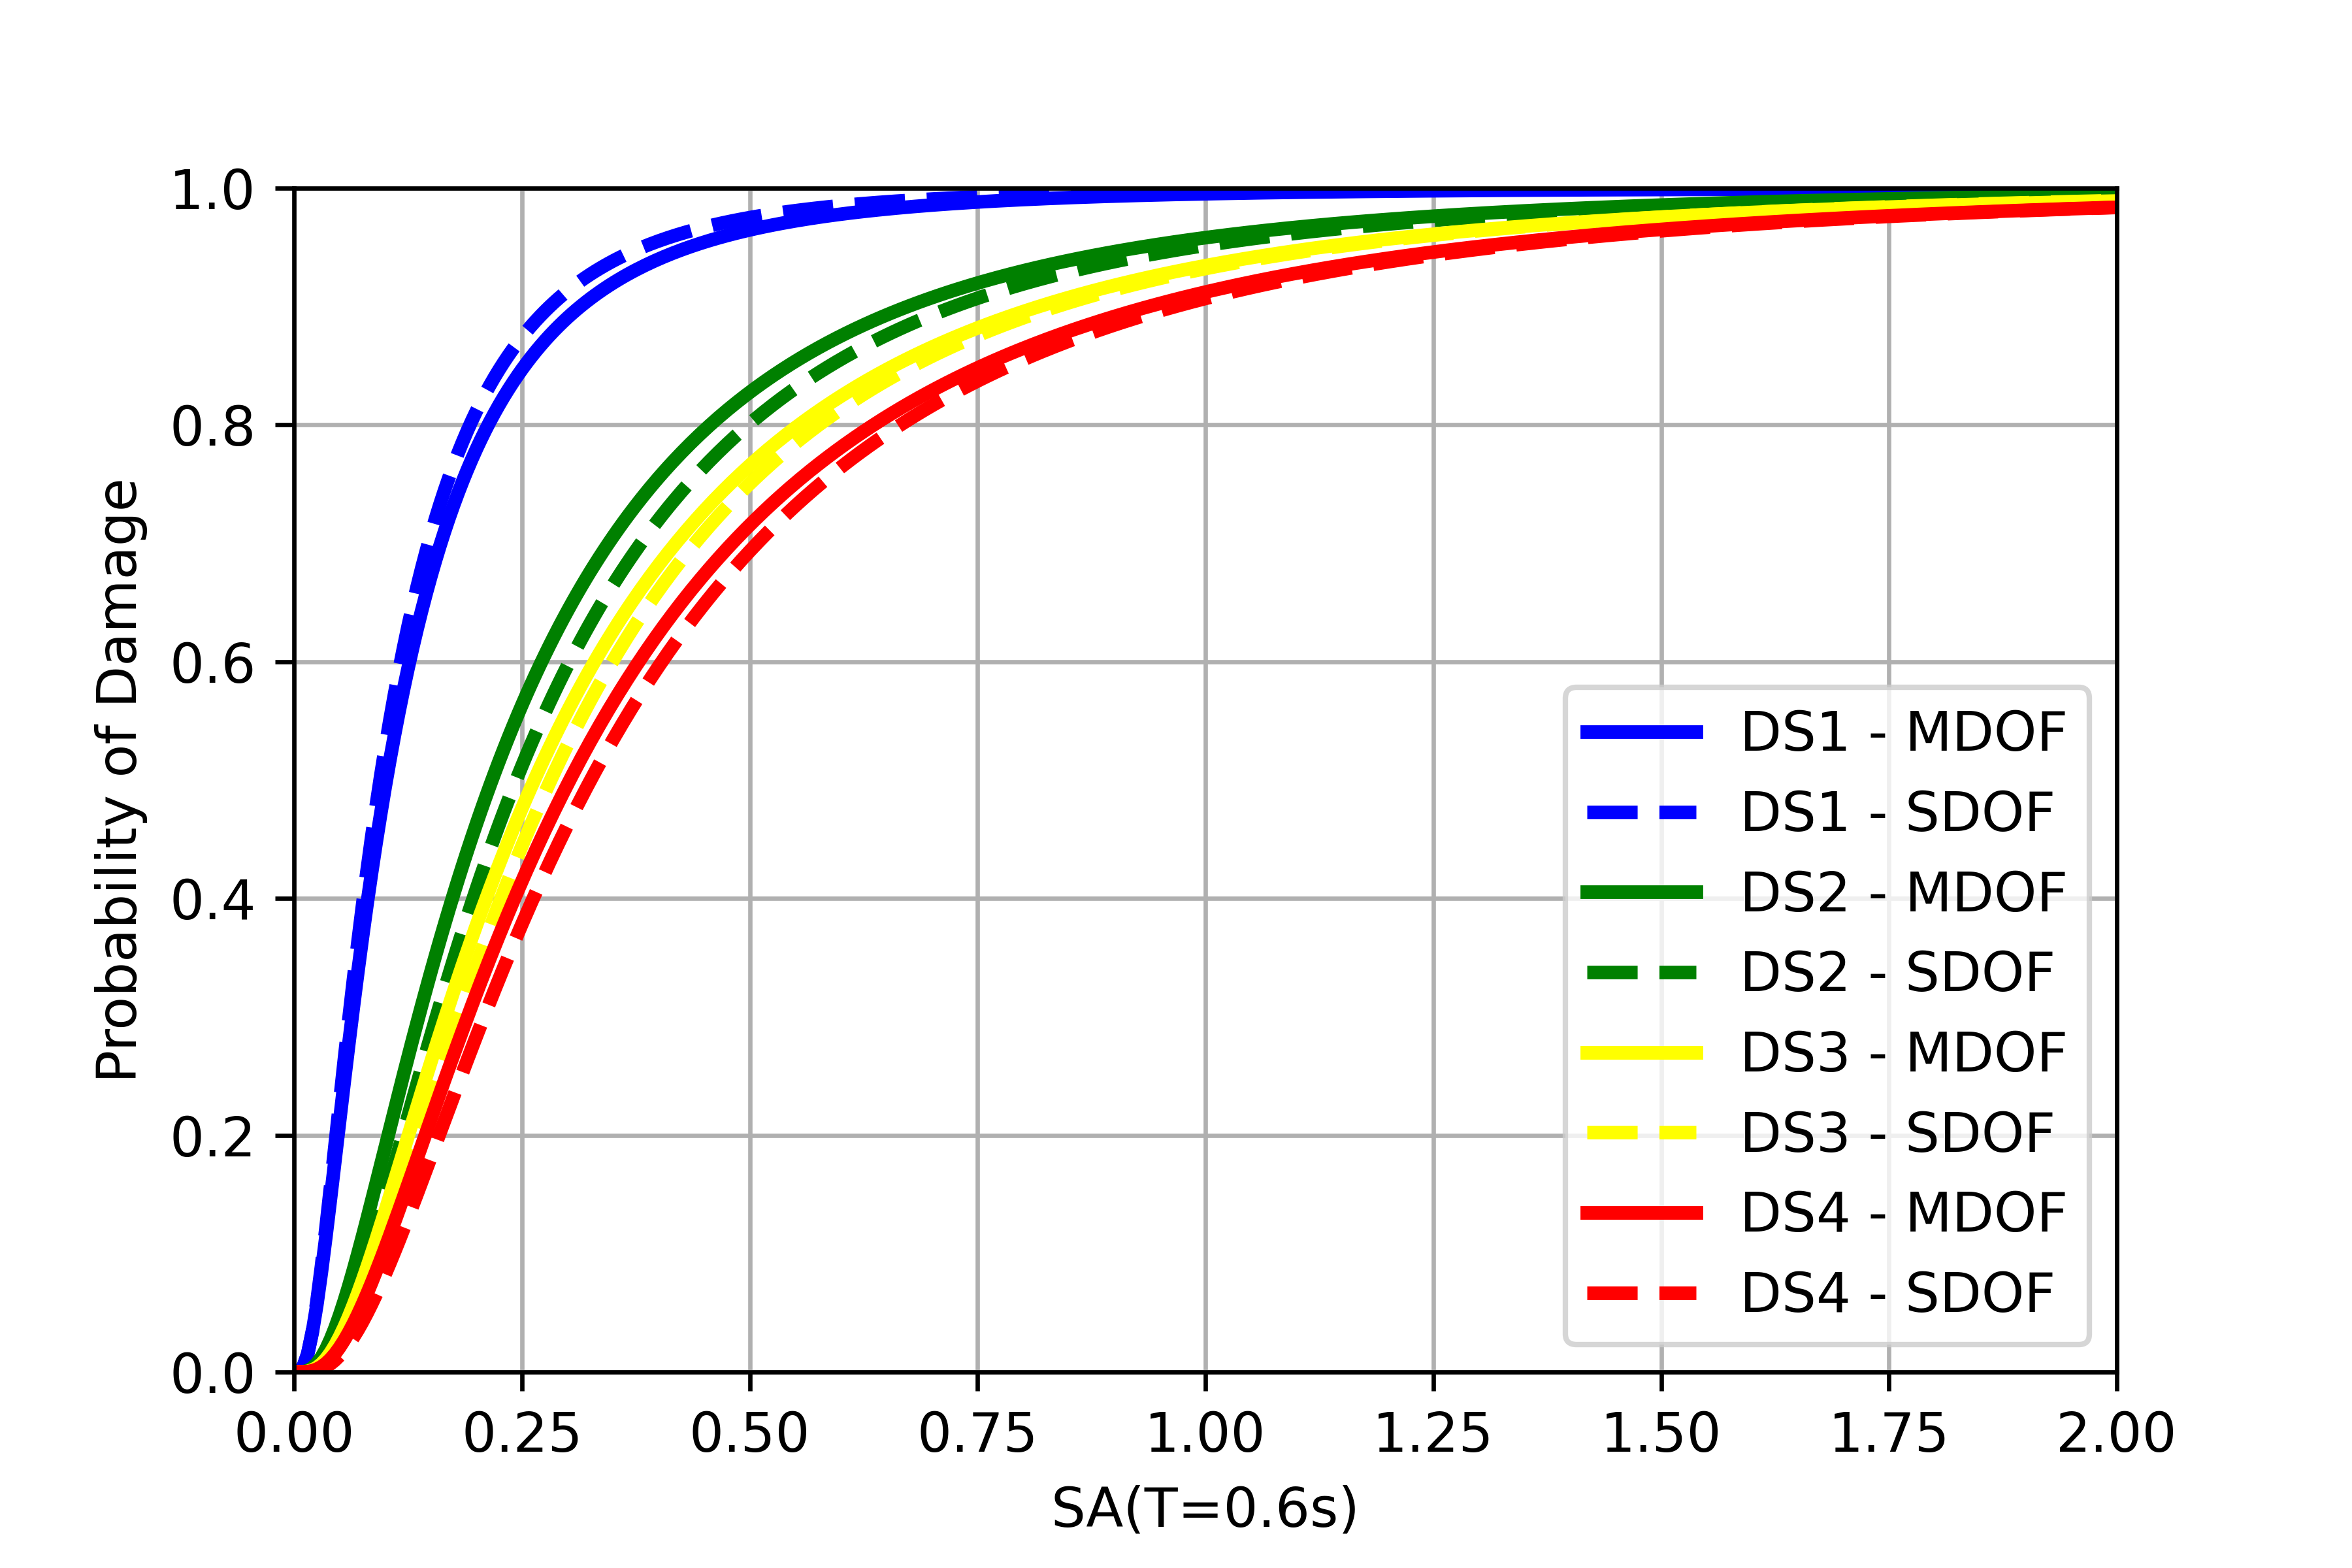 1.0
0.8
0.6
0.4
0.2
0.0
Probability of Damage
0.00 0.25 0.50 0.75 1.00 1.25 1.50 1.75 2.00
SA(T=0.6s)
DS1 - MDOF
DS1 - SDOF
DS2 - MDOF
DS2 - SDOF
DS3 - MDOF
DS3 - SDOF
DS4 - MDOF
DS4 - SDOF